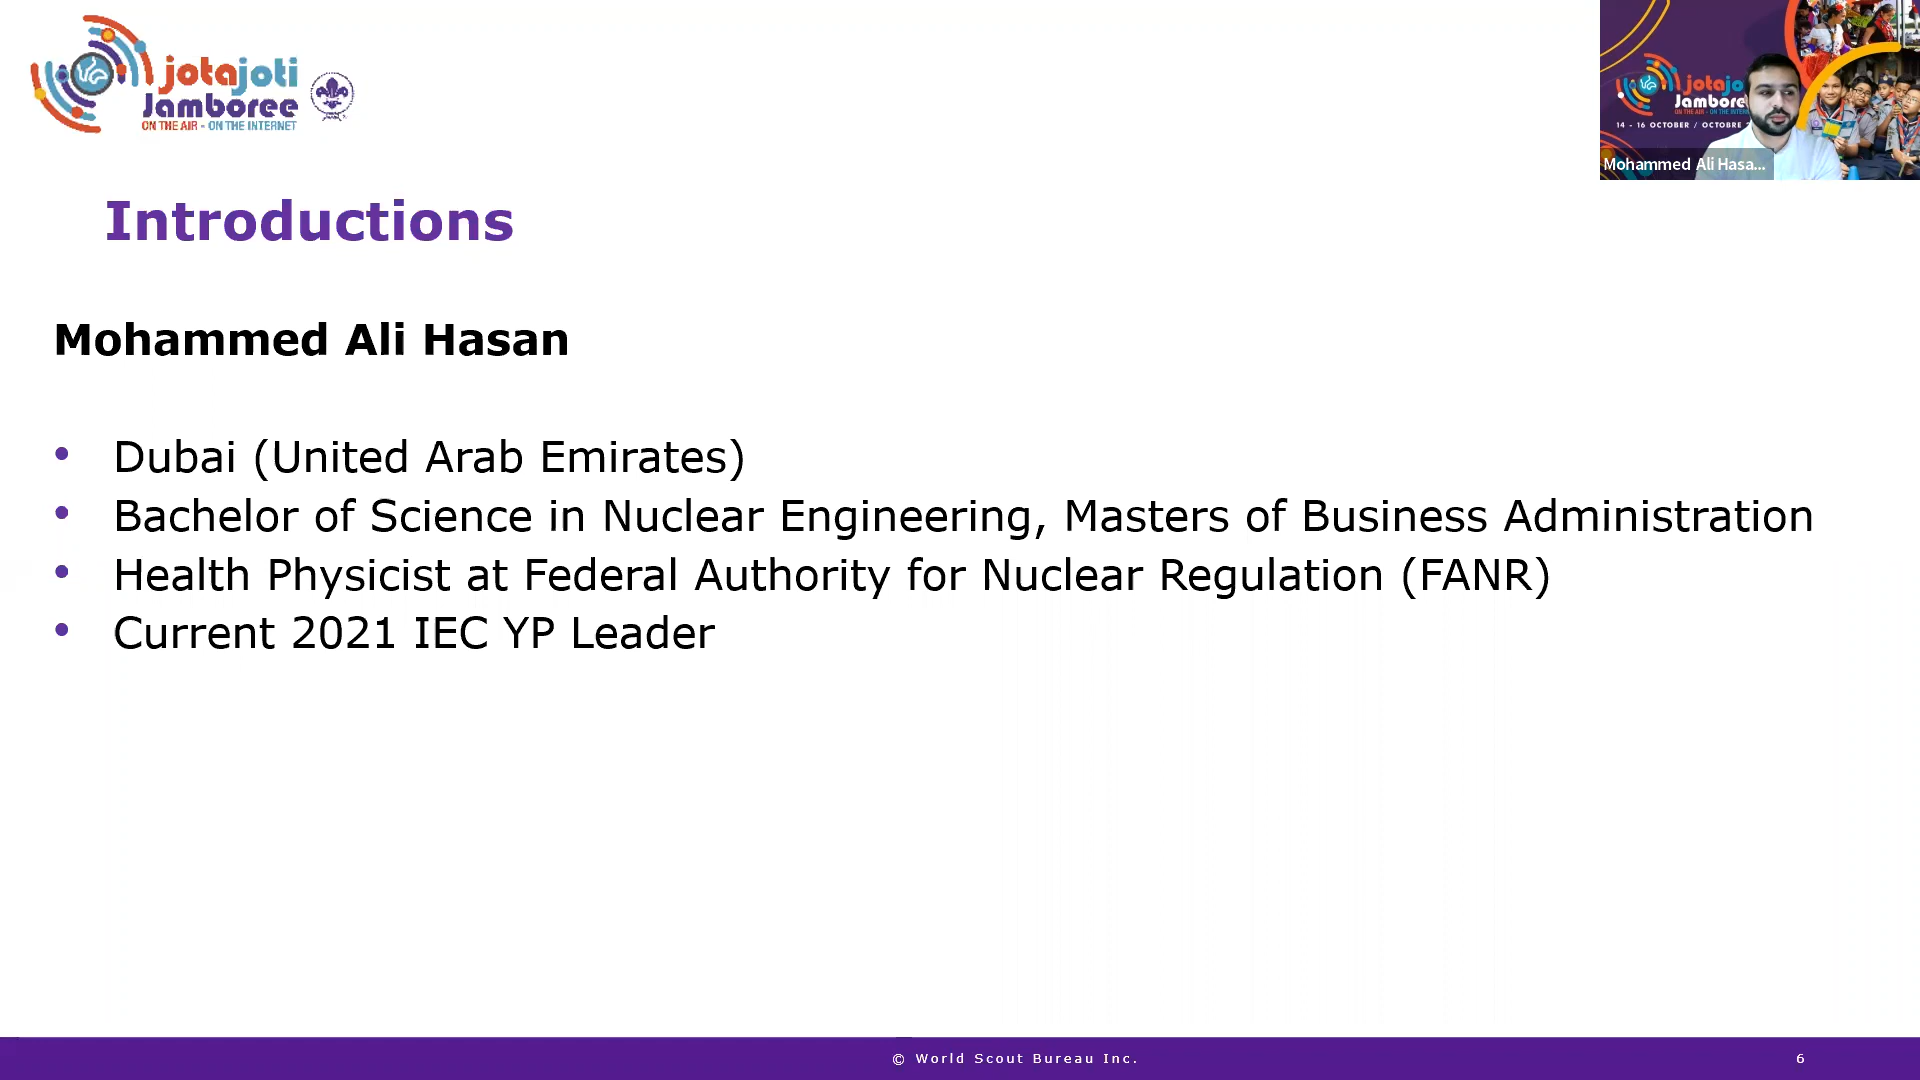 jotajoti
Jamboree
ON THE AIR - ON THE INTERNET
jotajo
Jambore
ON THE AIR - ON THE INTERN
14 - 16 OCTOBER / OCTOBRE
Mohammed Ali Hasa...
Introductions
Mohammed Ali Hasan
• Dubai (United Arab Emirates)
• Bachelor of Science in Nuclear Engineering, Masters of Business Administration
• Health Physicist at Federal Authority for Nuclear Regulation (FANR)
• Current 2021 IEC YP Leader
© World Scout Bureau Inc.
6